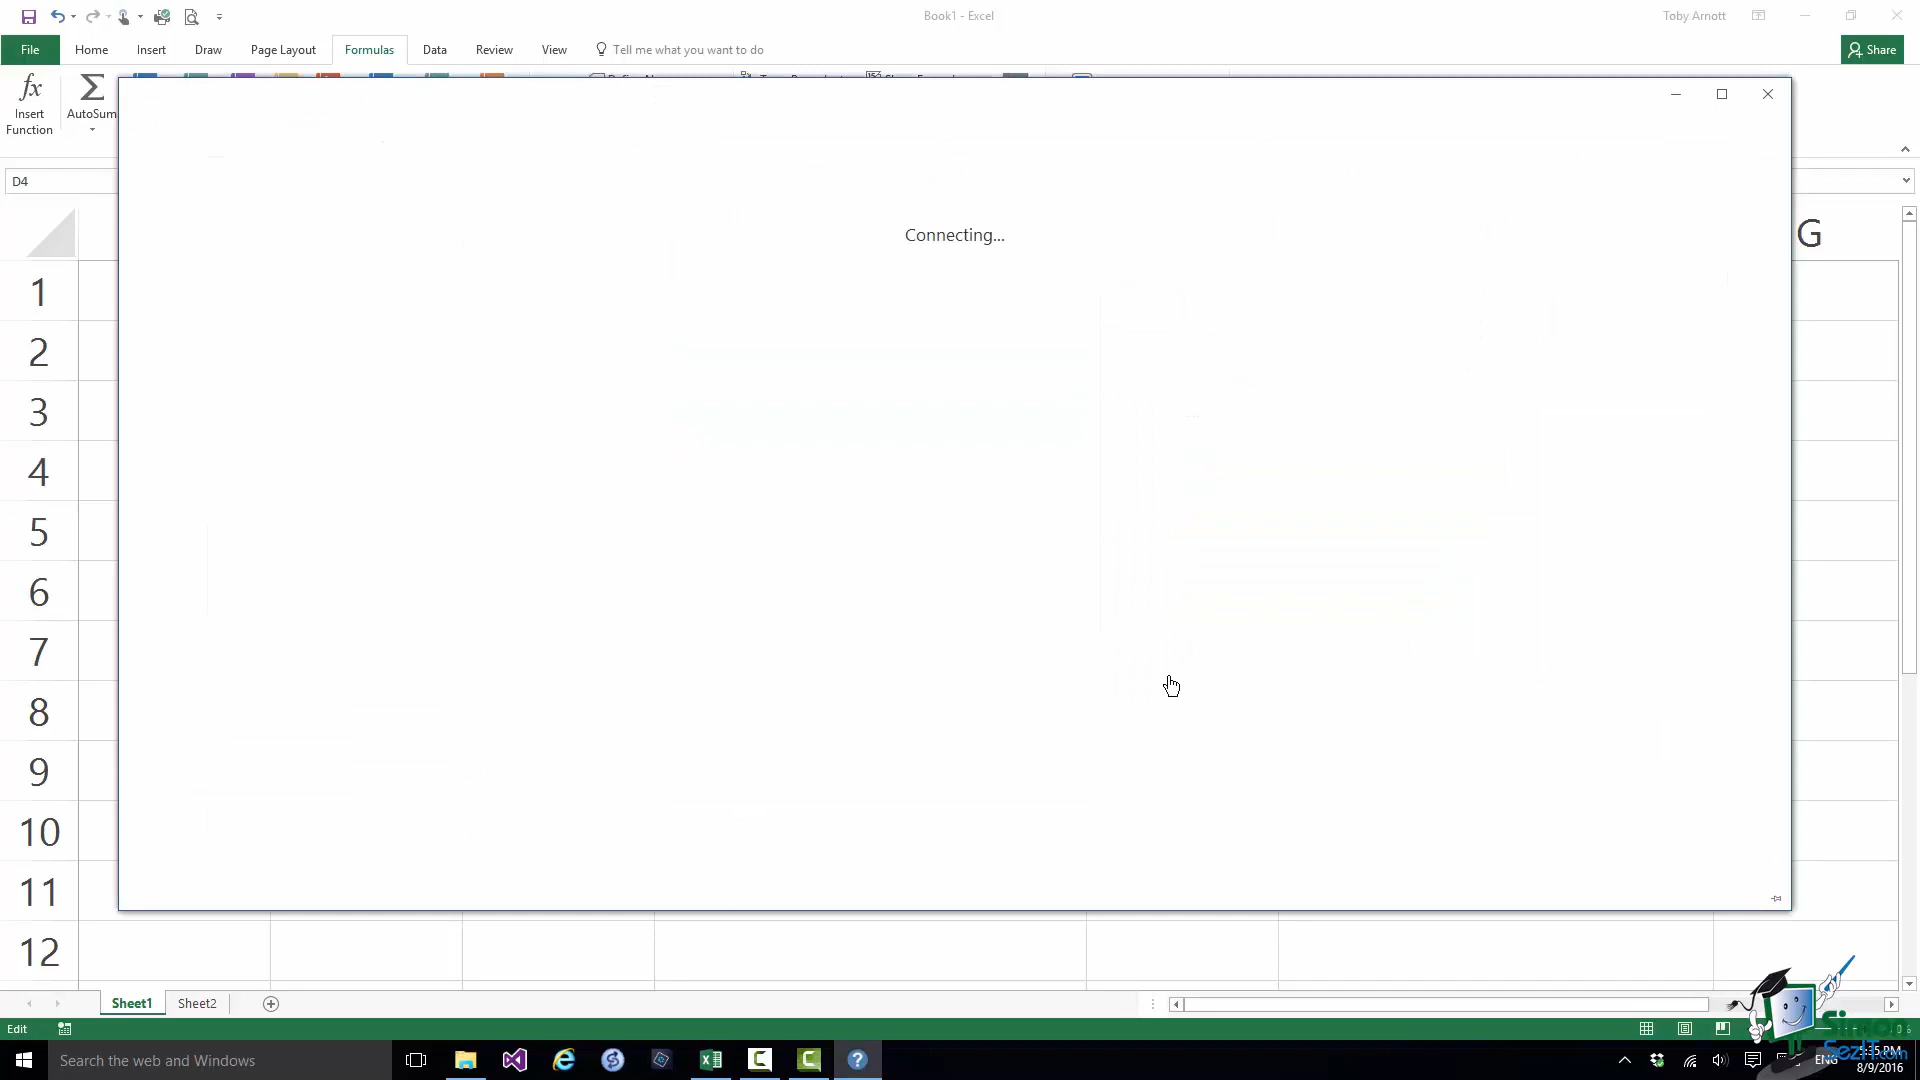 Book1 - Excel
Toby Arnott
File
Home
Insert
Draw
Page Layout
Formulas
Data
Review
View
Tell me what you want to do
Share
fx
Insert
Function
AutoSum
D4
Connecting...
G
1
2
3
4
5
6
7
8
9
10
11
12
Sheet1
Sheet2
Edit
Search the web and Windows
ENG
8/9/2016